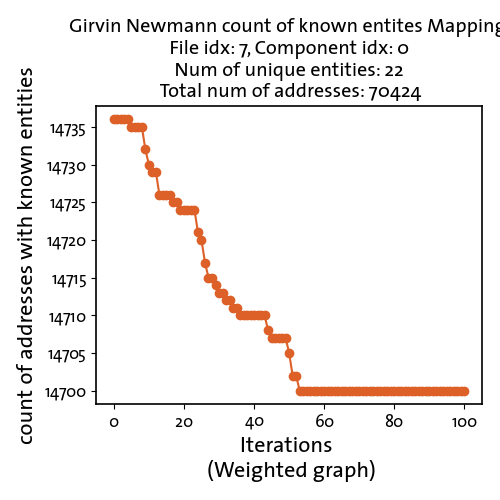 Girvin Newmann count of known entites Mapping
File idx: 7, Component idx: 0
Num of unique entities: 22
Total num of addresses: 70424
count of addresses with known entities
14735
14730
14725
14720
14715
14710
14705
14700
0 20 40 60 80 100
Iterations
(Weighted graph)